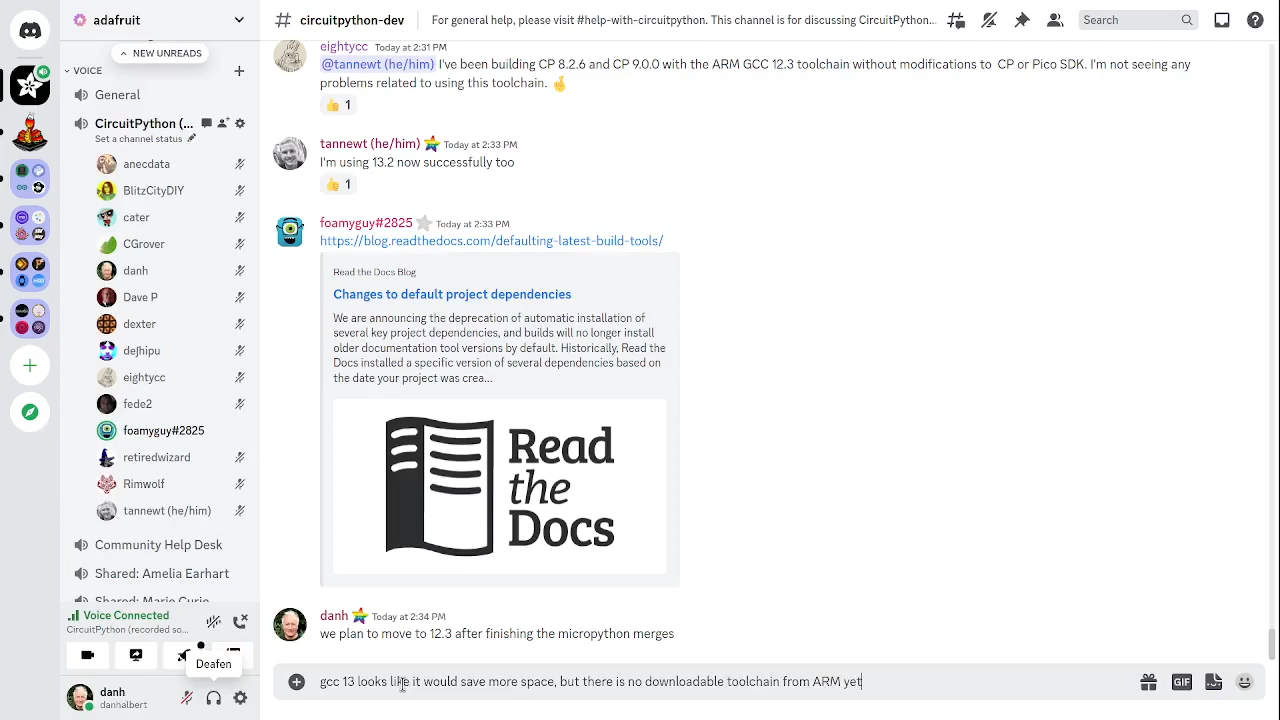 adafruit
# circuitpython-dev
For general help, please visit #help-with-circuitpython. This channel is for discussing CircuitPython...
Search
NEW UNREADS
VOICE
General
CircuitPython (...
Set a channel status
anecdata
BlitzCityDIY
cater
CGrover
danh
Dave P
dexter
deʃhipu
eightycc
fede2
foamyguy#2825
retiredwizard
Rimwolf
tannewt (he/him)
Community Help Desk
Shared: Amelia Earhart
Shared: Marie Curie
Voice Connected
CircuitPython (recorded so...
Deafen
danh
danhalbert
eightycc Today at 2:31 PM
@tannewt (he/him) I've been building CP 8.2.6 and CP 9.0.0 with the ARM GCC 12.3 toolchain without modifications to CP or Pico SDK. I'm not seeing any
problems related to using this toolchain. 🤞
👍 1
tannewt (he/him) Today at 2:33 PM
I'm using 13.2 now successfully too
👍 1
foamyguy#2825 Today at 2:33 PM
https://blog.readthedocs.com/defaulting-latest-build-tools/
Read the Docs Blog
Changes to default project dependencies
We are announcing the deprecation of automatic installation of
several key project dependencies, and builds will no longer install
older documentation tool versions by default. Historically, Read the
Docs installed a specific version of several dependencies based on
the date your project was crea...
Read
the
Docs
danh Today at 2:34 PM
we plan to move to 12.3 after finishing the micropython merges
gcc 13 looks like it would save more space, but there is no downloadable toolchain from ARM yet
GIF